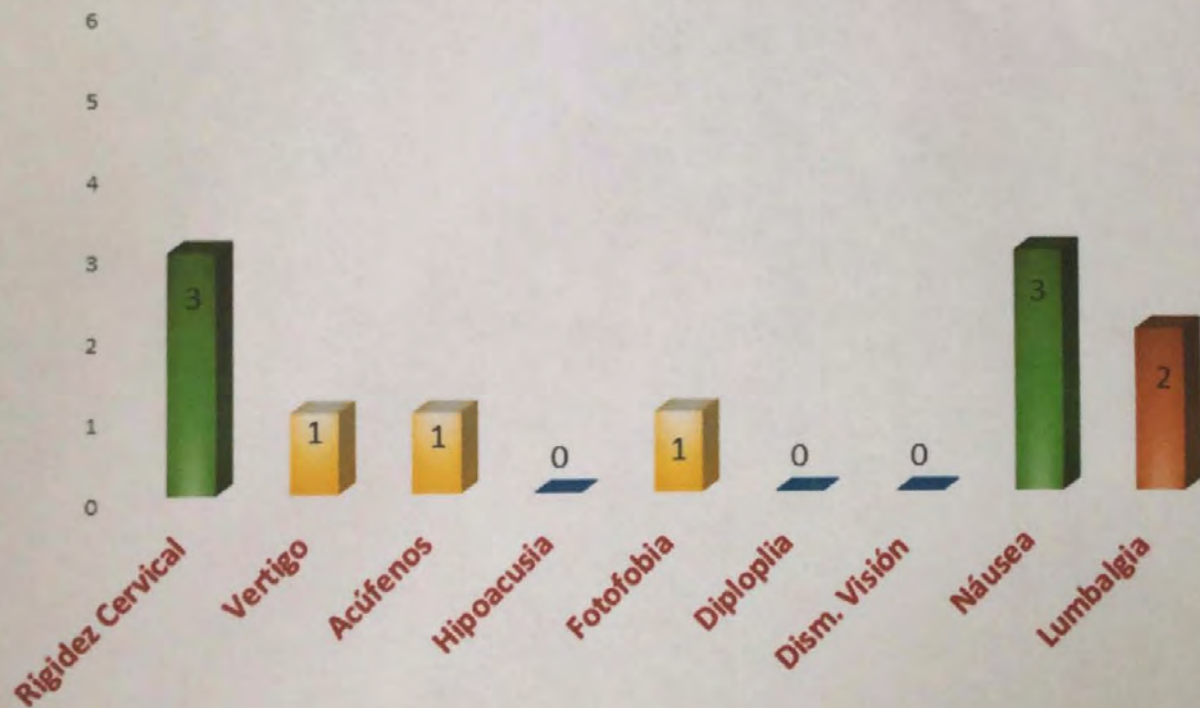 6
5
4
3
2
1
0
3
1
1
0
1
0
0
3
2
Rigidez Cervical
Vertigo
Acúfenos
Hipoacusia
Fotofobia
Diploplia
Dism. Visión
Náusea
Lumbalgia